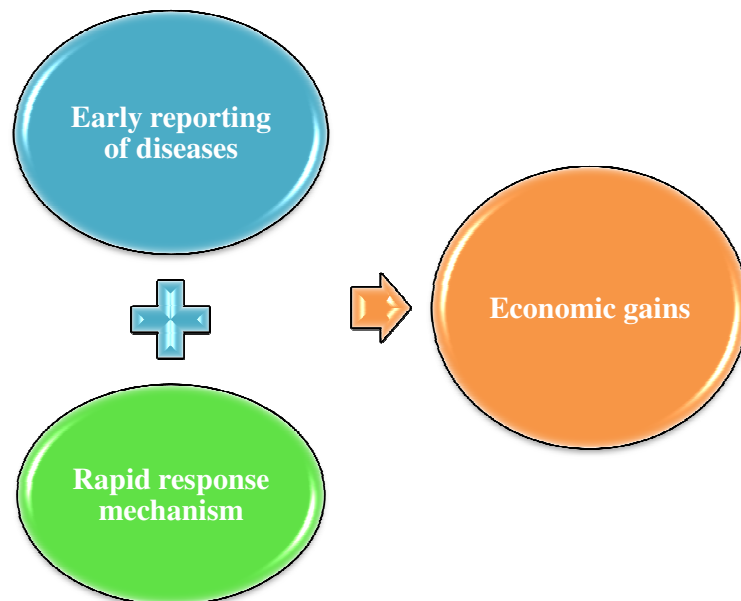 Early reporting
of diseases
Economic gains
Rapid response
mechanism